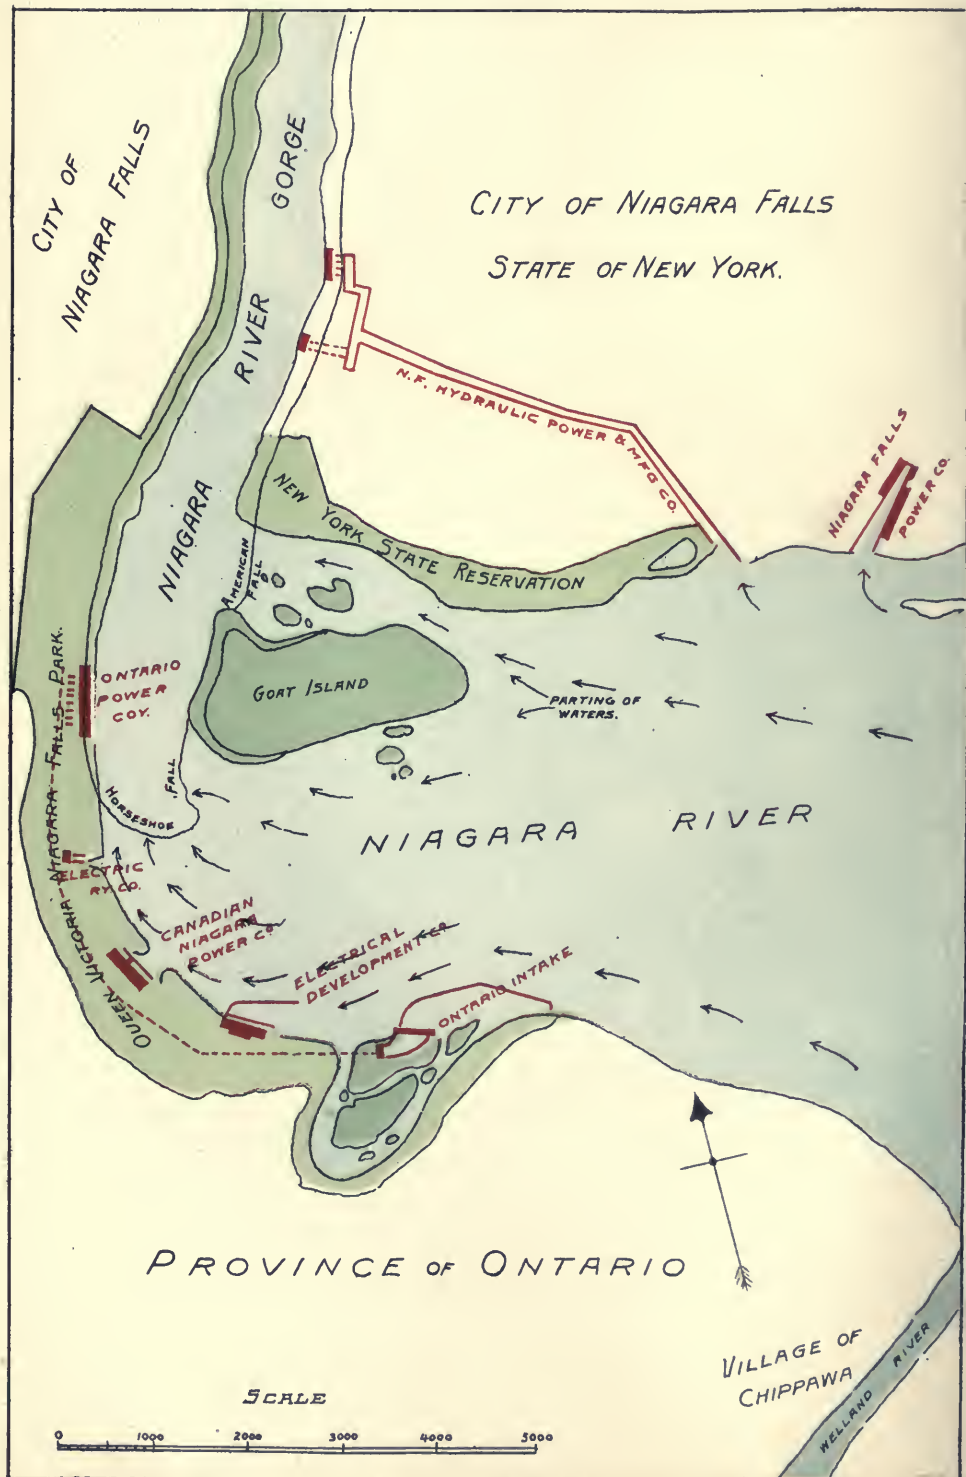 CITY OF
NIAGARA FALLS
GORGE
RIVER
NIAGARA
CITY OF NIAGARA FALLS
STATE OF NEW YORK.
N.F. HYDRAULIC POWER & MFG CO.
NIAGARA FALLS
POWER CO.
NEW YORK STATE RESERVATION
AMERICAN
FALL
GOAT ISLAND
PARTING OF
WATERS.
ONTARIO
POWER
COY.
QUEEN VICTORIA NIAGARA FALLS PARK.
HORSESHOE FALL
NIAGARA RIVER
ELECTRIC
RY. CO.
CANADIAN
NIAGARA
POWER CO.
ELECTRICAL
DEVELOPMENT CO
ONTARIO INTAKE
PROVINCE OF ONTARIO
VILLAGE OF
CHIPPAWA
WELLAND RIVER
SCALE
0 1000 2000 3000 4000 5000